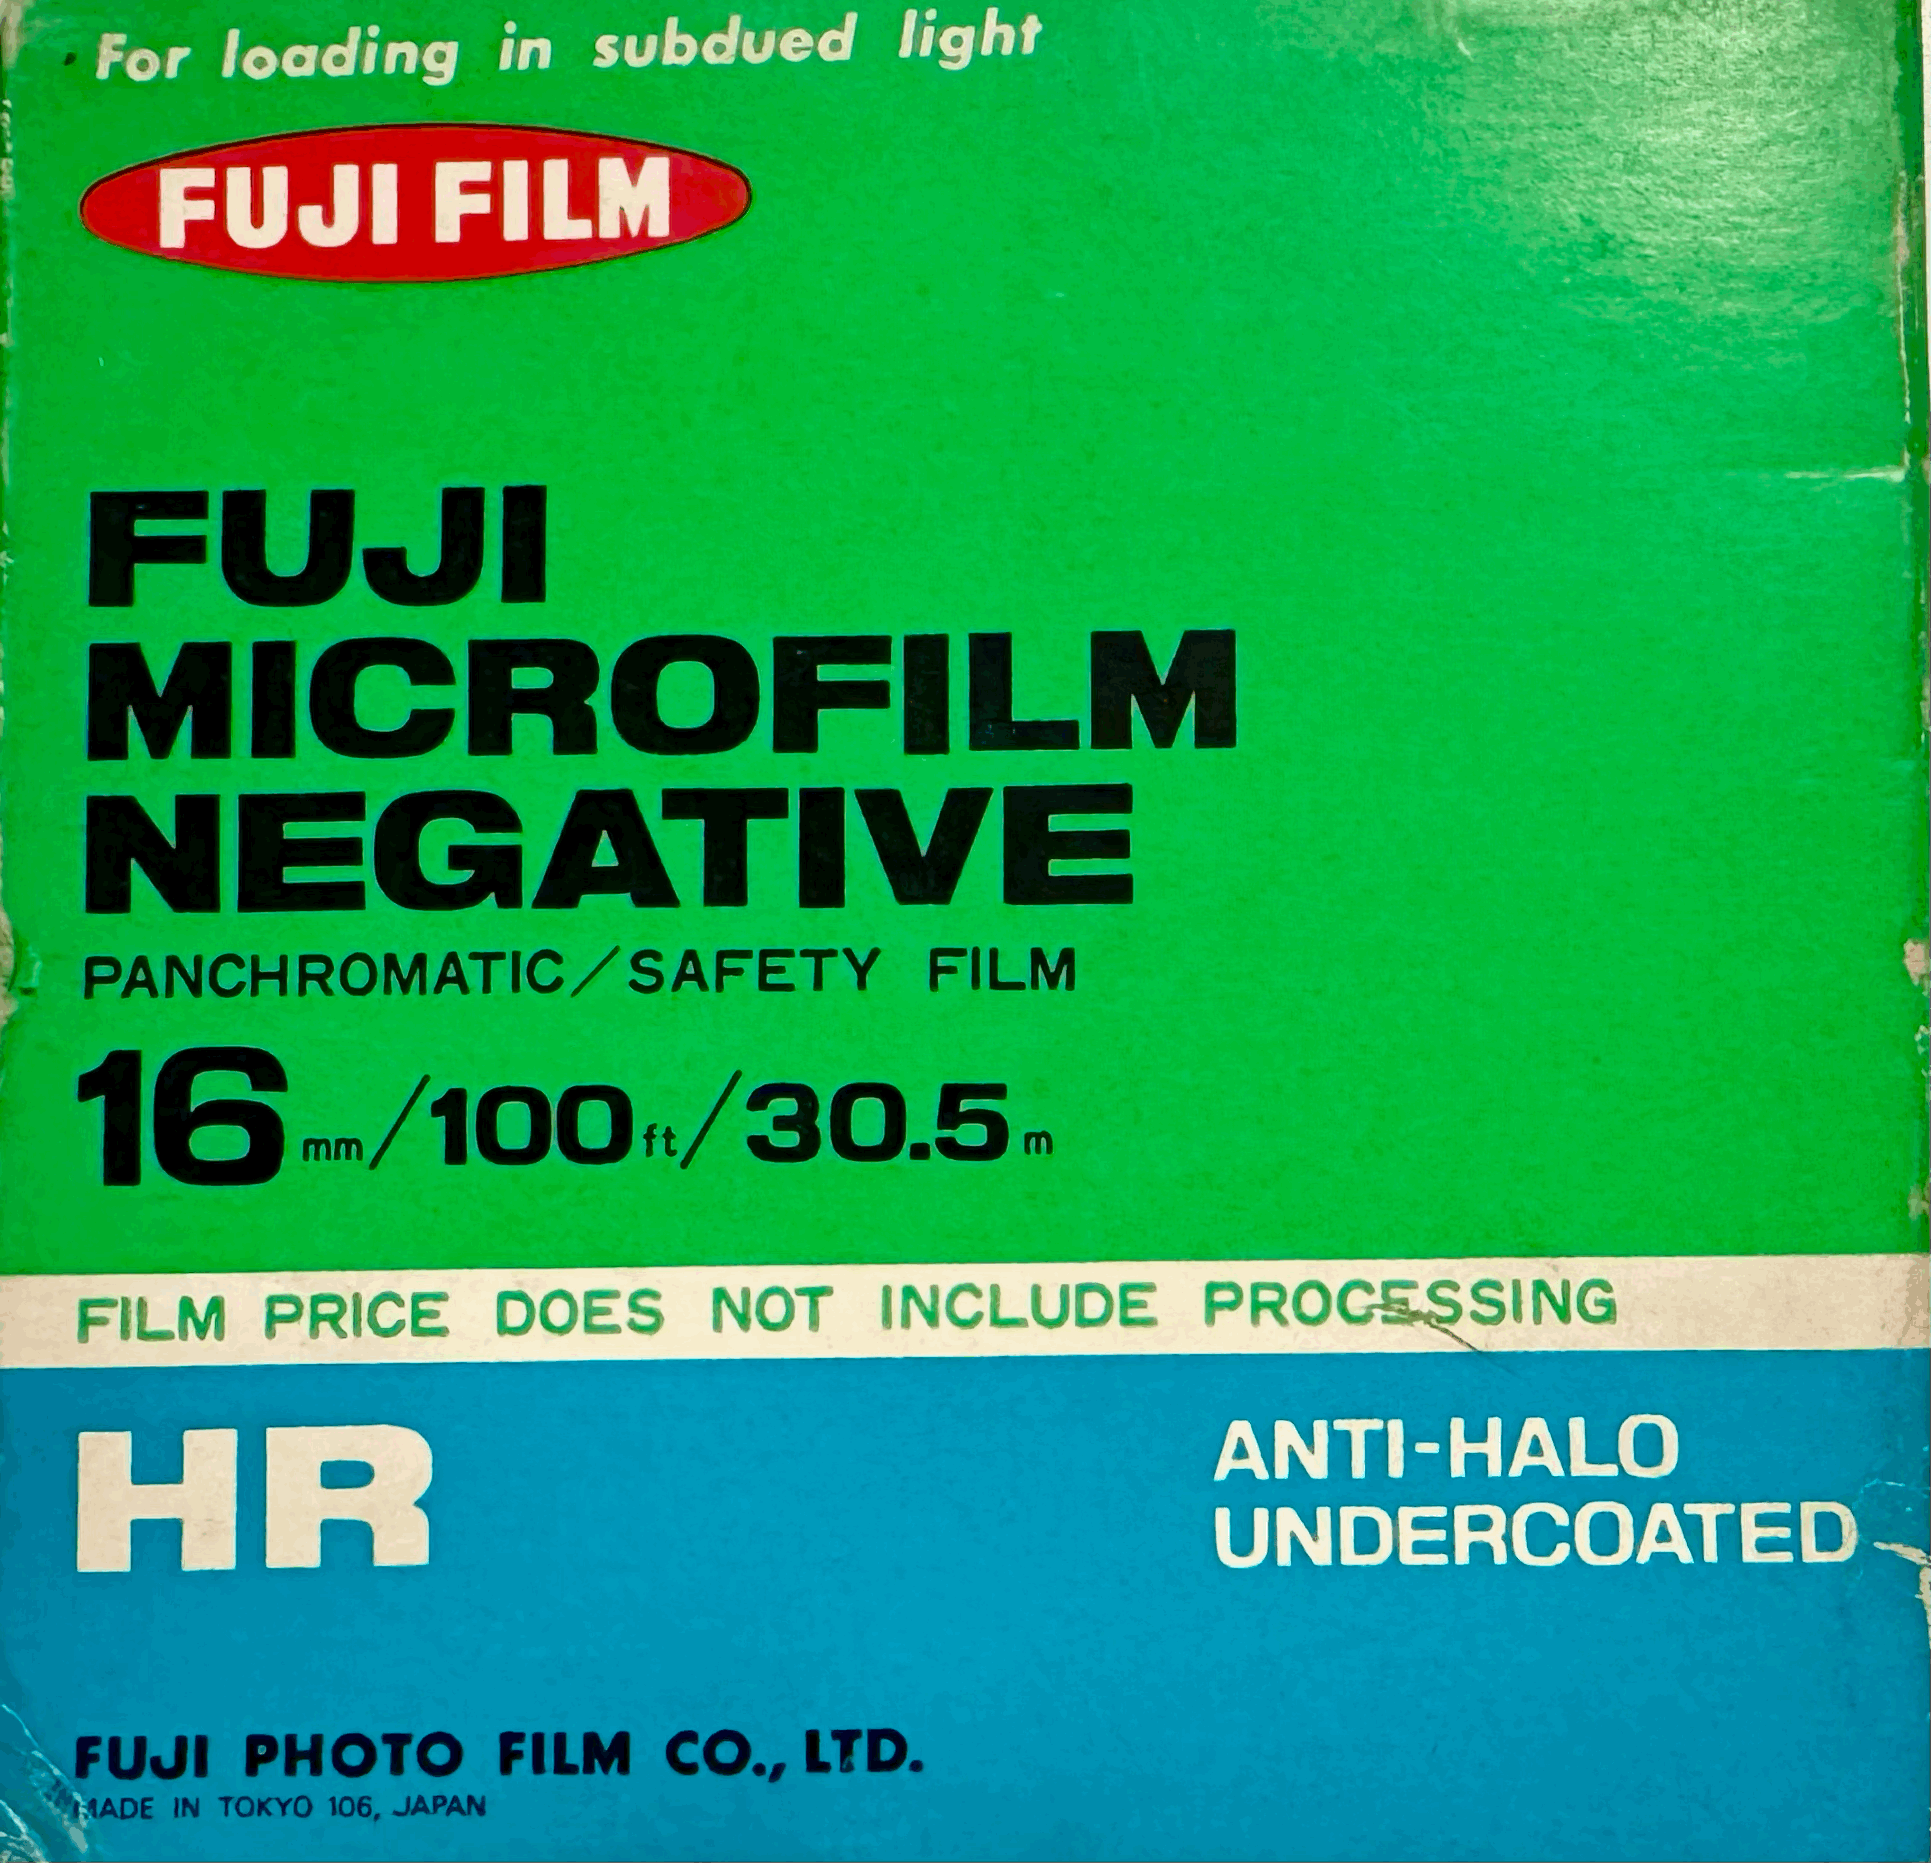 For loading in subdued light
FUJI FILM
FUJI
MICROFILM
NEGATIVE
PANCHROMATIC/SAFETY FILM
16mm/100ft/30.5m
FILM PRICE DOES NOT INCLUDE PROCESSING
HR
ANTI-HALO
UNDERCOATED
FUJI PHOTO FILM CO., LTD.
MADE IN TOKYO 106, JAPAN